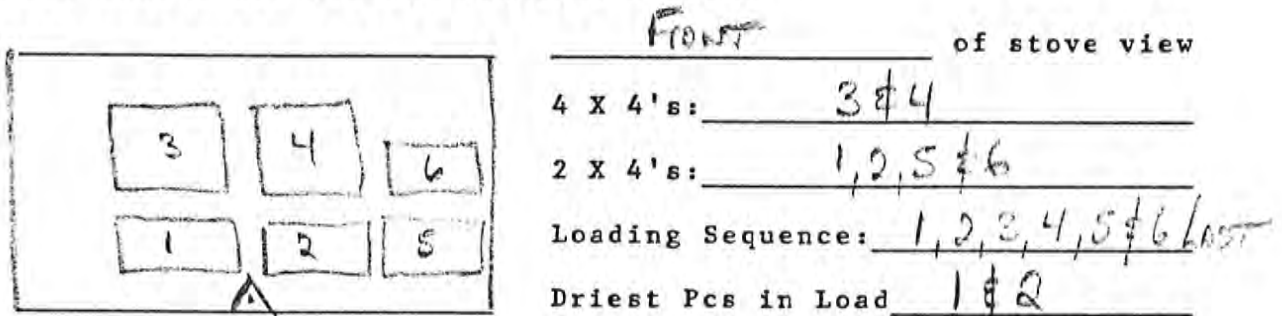 Front of stove view
4 X 4's: 3 & 4
2 X 4's: 1, 2, 5 & 6
Loading Sequence: 1, 2, 3, 4, 5 & 6 Last
Driest Pcs in Load 1 & 2
3 4 6
1 2 5